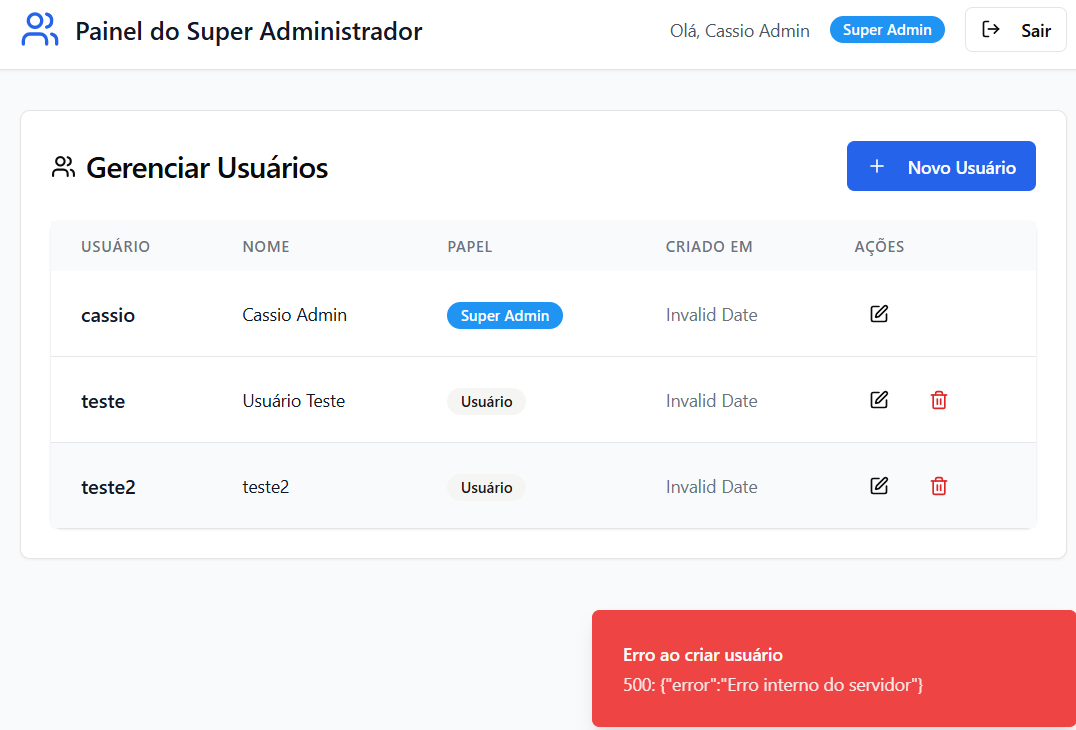 Painel do Super Administrador
Olá, Cassio Admin
Super Admin
Sair
Gerenciar Usuários
Novo Usuário
USUÁRIO NOME PAPEL CRIADO EM AÇÕES
cassio Cassio Admin Super Admin Invalid Date
teste Usuário Teste Usuário Invalid Date
teste2 teste2 Usuário Invalid Date
Erro ao criar usuário
500: {"error":"Erro interno do servidor"}